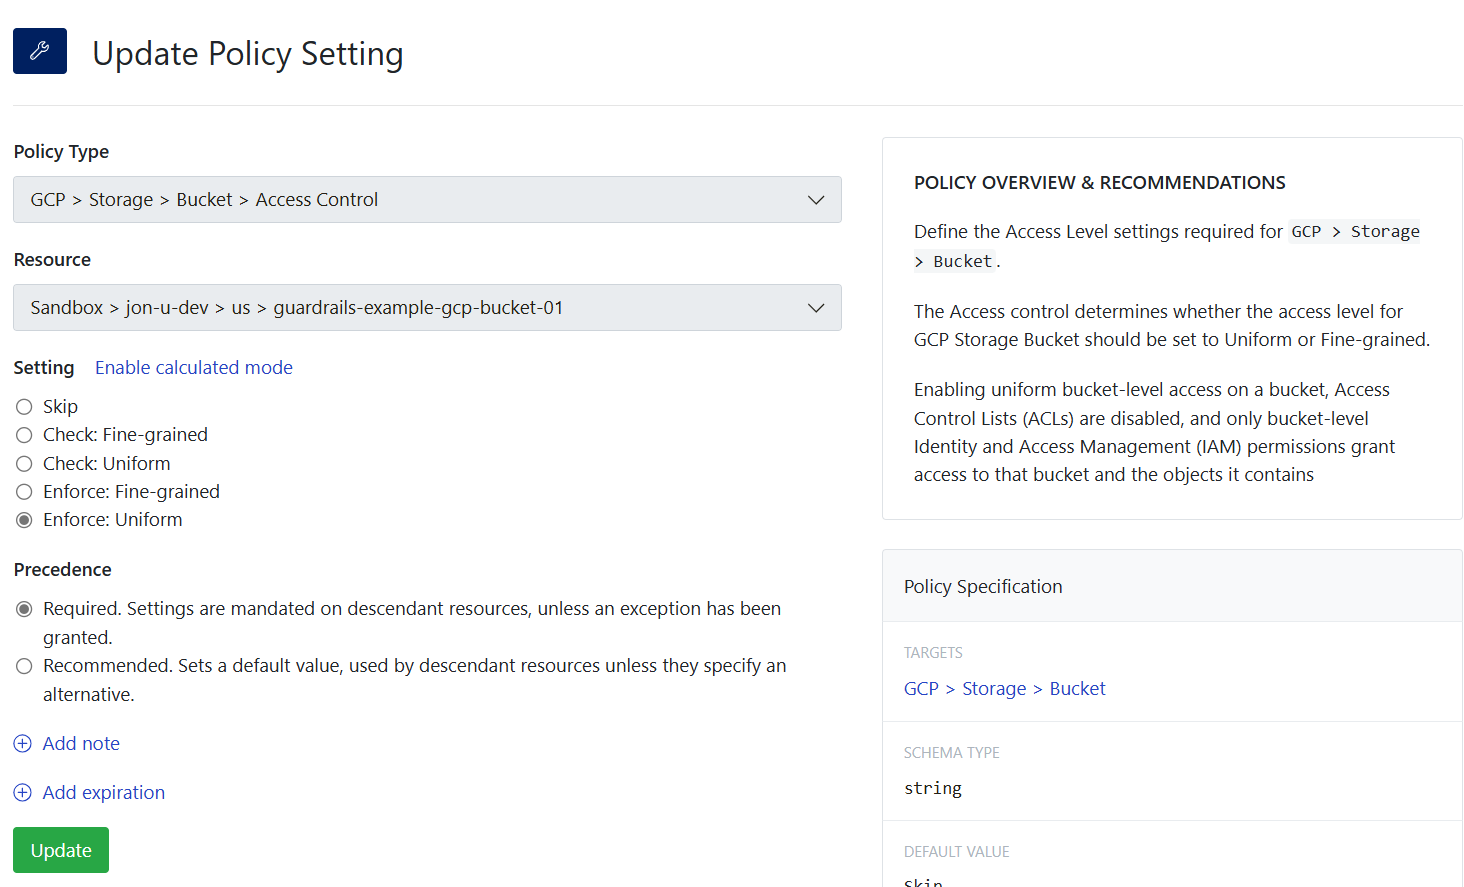 Update Policy Setting
Policy Type
GCP > Storage > Bucket > Access Control
Resource
Sandbox > jon-u-dev > us > guardrails-example-gcp-bucket-01
Setting Enable calculated mode
Skip
Check: Fine-grained
Check: Uniform
Enforce: Fine-grained
Enforce: Uniform
Precedence
Required. Settings are mandated on descendant resources, unless an exception has been
granted.
Recommended. Sets a default value, used by descendant resources unless they specify an
alternative.
Add note
Add expiration
Update
POLICY OVERVIEW & RECOMMENDATIONS
Define the Access Level settings required for GCP > Storage
> Bucket.
The Access control determines whether the access level for
GCP Storage Bucket should be set to Uniform or Fine-grained.
Enabling uniform bucket-level access on a bucket, Access
Control Lists (ACLs) are disabled, and only bucket-level
Identity and Access Management (IAM) permissions grant
access to that bucket and the objects it contains
Policy Specification
TARGETS
GCP > Storage > Bucket
SCHEMA TYPE
string
DEFAULT VALUE
Skip